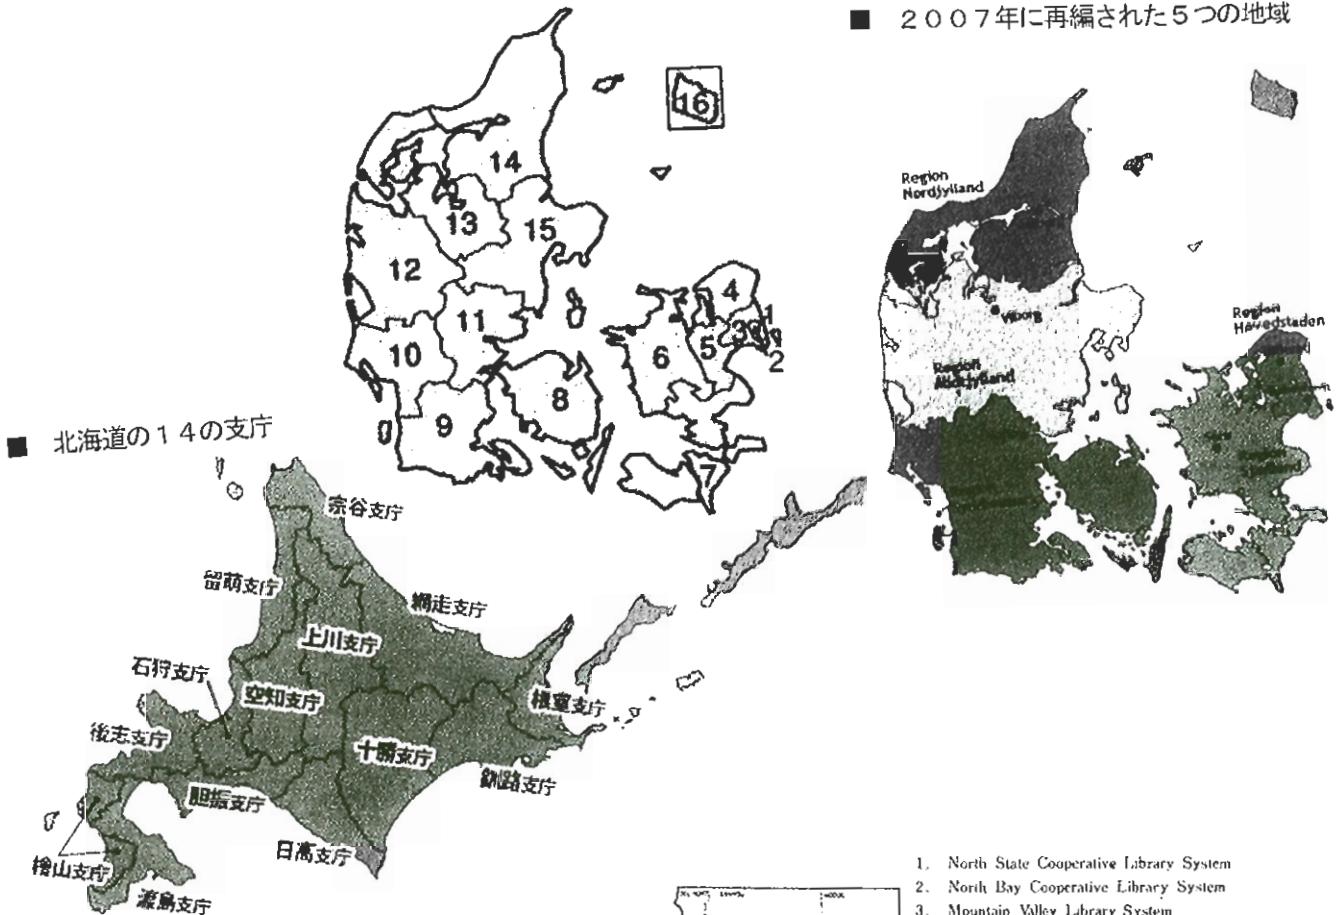 ■ 2007年に再編された5つの地域
16
14
13
15
12
11
10
9
8
6
5
4
3
1
2
7
Region
Nordjylland
Viborg
Region
Hovedstaden
Region
■ 北海道の14の支庁
宗谷支庁
留萌支庁
網走支庁
上川支庁
石狩支庁
空知支庁
根室支庁
後志支庁
十勝支庁
釧路支庁
胆振支庁
日高支庁
檜山支庁
渡島支庁
1. North State Cooperative Library System
2. North Bay Cooperative Library System
3. Mountain Valley Library System